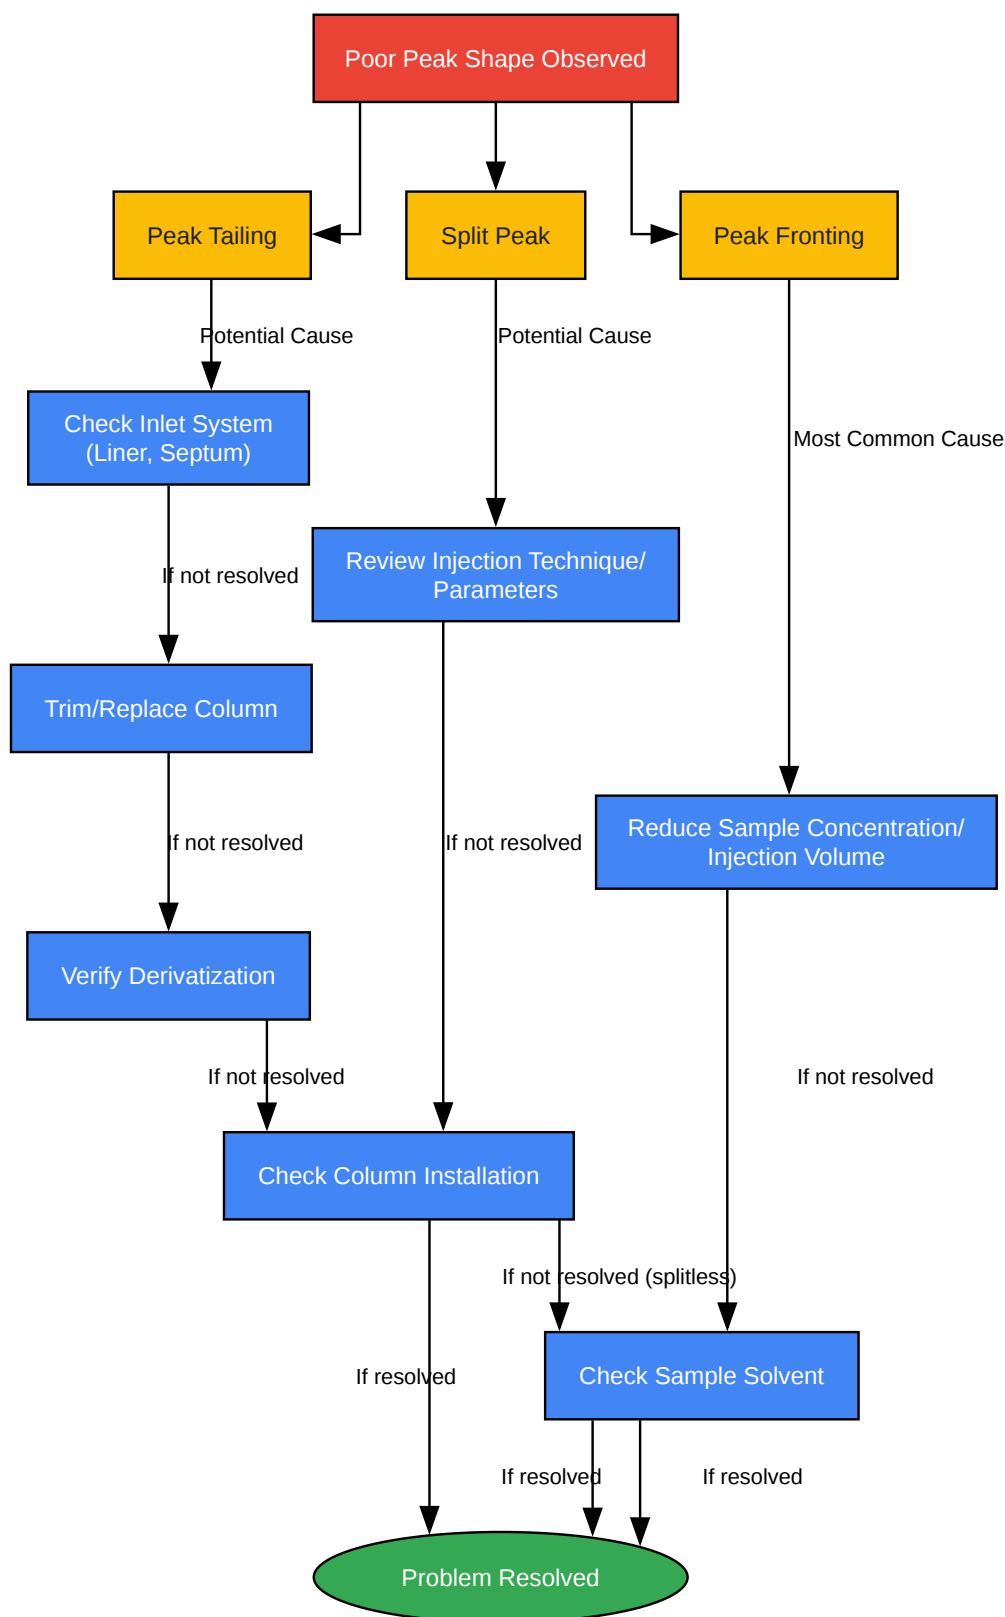 Poor Peak Shape Observed
Peak Tailing
Split Peak
Peak Fronting
Potential Cause
Potential Cause
Check Inlet System
(Liner, Septum)
Most Common Cause
Review Injection Technique/
Parameters
If not resolved
Trim/Replace Column
If not resolved
If not resolved
Reduce Sample Concentration/
Injection Volume
Verify Derivatization
If not resolved
If not resolved
Check Column Installation
If not resolved (splitless)
If resolved
Check Sample Solvent
If resolved
If resolved
Problem Resolved